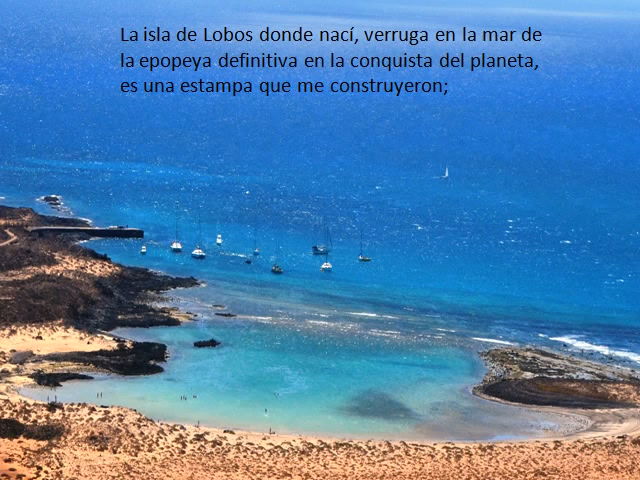 La isla de Lobos donde nací, verruga en la mar de
la epopeya definitiva en la conquista del planeta,
es una estampa que me construyeron;